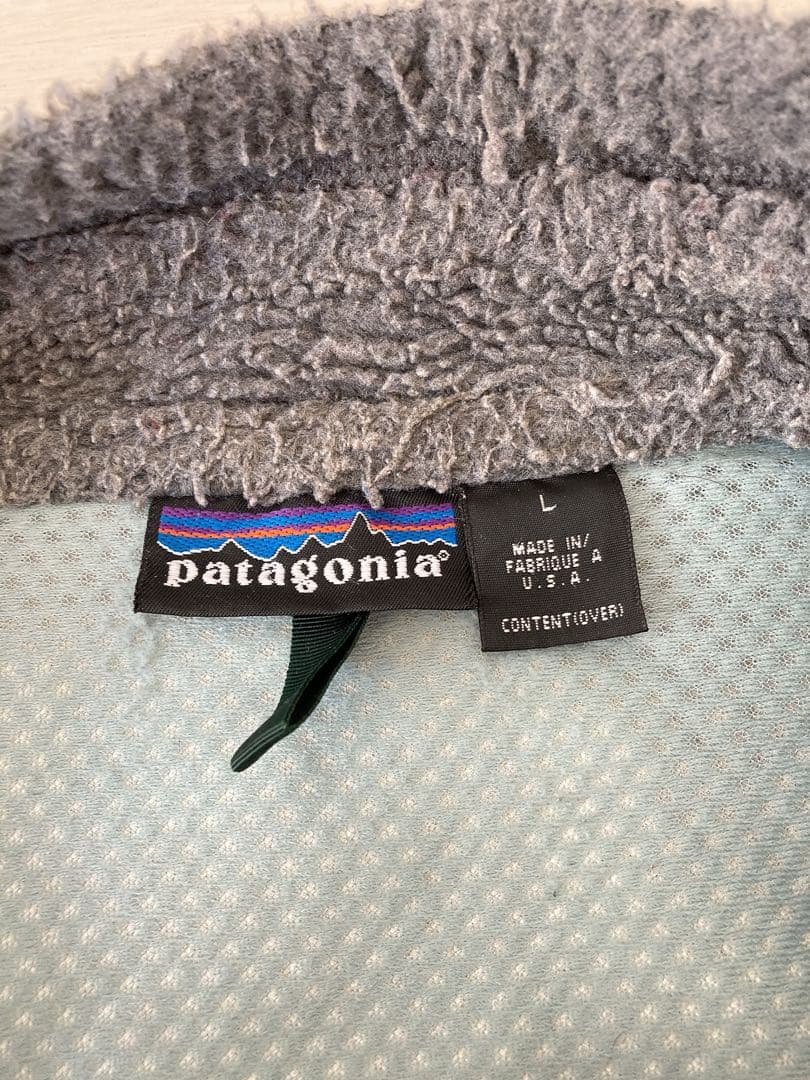 patagonia®
L
MADE IN/
FABRIQUE A
U.S.A.
CONTENT(OVER)